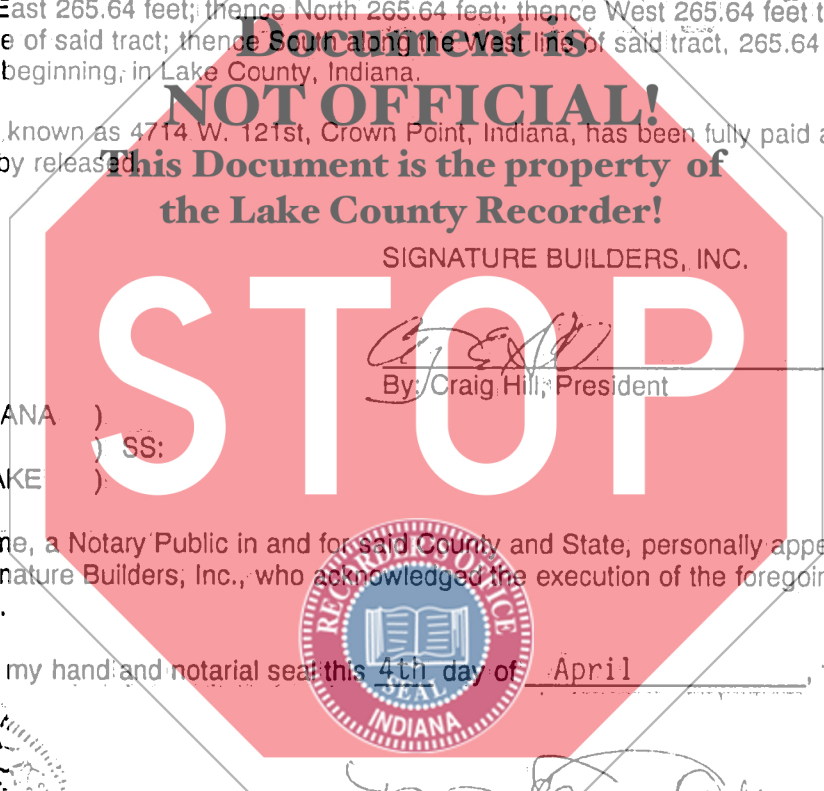 East 265.64 feet; thence North 265.64 feet; thence West 265.64 feet t
e of said tract; thence South along the West line of said tract, 265.64
Document is
beginning, in Lake County, Indiana.
NOT OFFICIAL!
known as 4714 W. 121st, Crown Point, Indiana, has been fully paid a
by released.
This Document is the property of
the Lake County Recorder!
SIGNATURE BUILDERS, INC.
STOP
By: Craig Hill, President
ANA )
) SS:
AKE )
ne, a Notary Public in and for said County and State, personally appe
nature Builders, Inc., who acknowledged the execution of the foregoin
.
RECORDER'S OFFICE
my hand and notarial seal this 4th day of April ,
SEAL
INDIANA